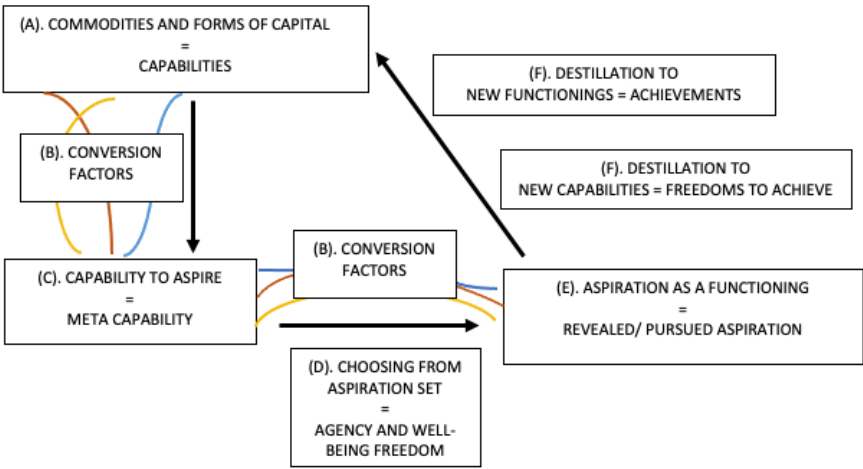 (A). COMMODITIES AND FORMS OF CAPITAL
=
CAPABILITIES
(F). DESTILLATION TO
NEW FUNCTIONINGS = ACHIEVEMENTS
(B). CONVERSION
FACTORS
(F). DESTILLATION TO
NEW CAPABILITIES = FREEDOMS TO ACHIEVE
(C). CAPABILITY TO ASPIRE
=
META CAPABILITY
(B). CONVERSION
FACTORS
(E). ASPIRATION AS A FUNCTIONING
=
REVEALED/ PURSUED ASPIRATION
(D). CHOOSING FROM
ASPIRATION SET
=
AGENCY AND WELL-
BEING FREEDOM